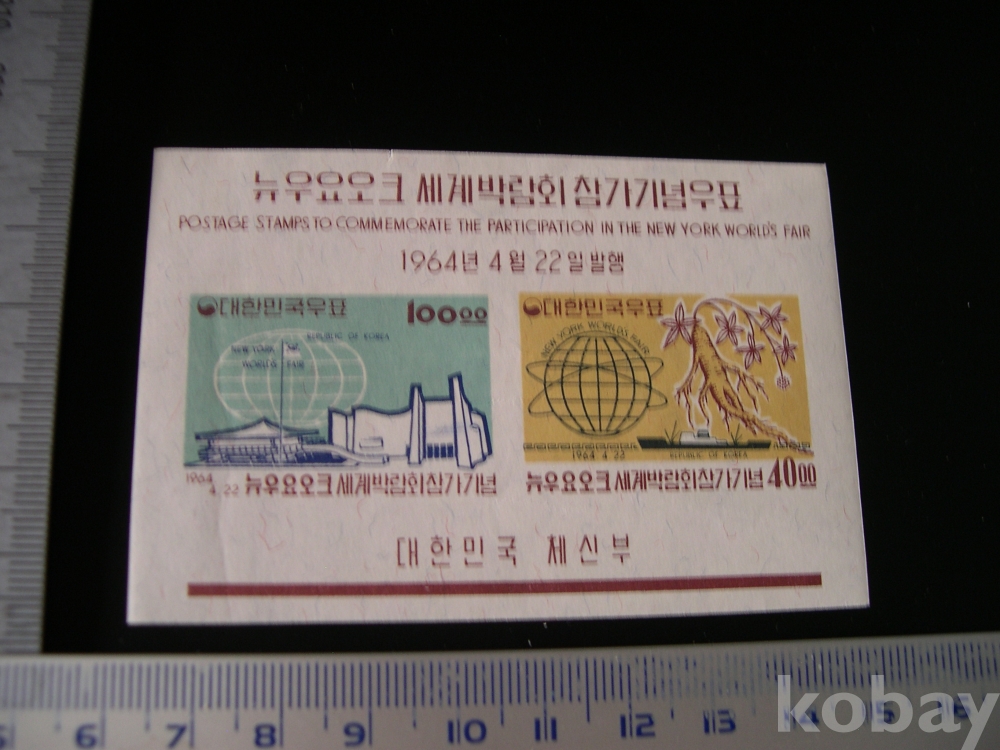 뉴우요오크 세계박람회 참가기념우표
POSTAGE STAMPS TO COMMEMORATE THE PARTICIPATION IN THE NEW YORK WORLD'S FAIR
1964년 4월 22일발행
대한민국우표
10000
REPUBLIC OF KOREA
NEW YORK
WORLD'S FAIR
1964
4.22
뉴우요오크세계박람회참가기념
대한민국우표
NEW YORK WORLD'S FAIR
1964 4.22
REPUBLIC OF KOREA
뉴우요오크세계박람회참가기념 4000
대한민국 체신부
5 6 7 8 9 10 11 12 13 14 15 16
kobay